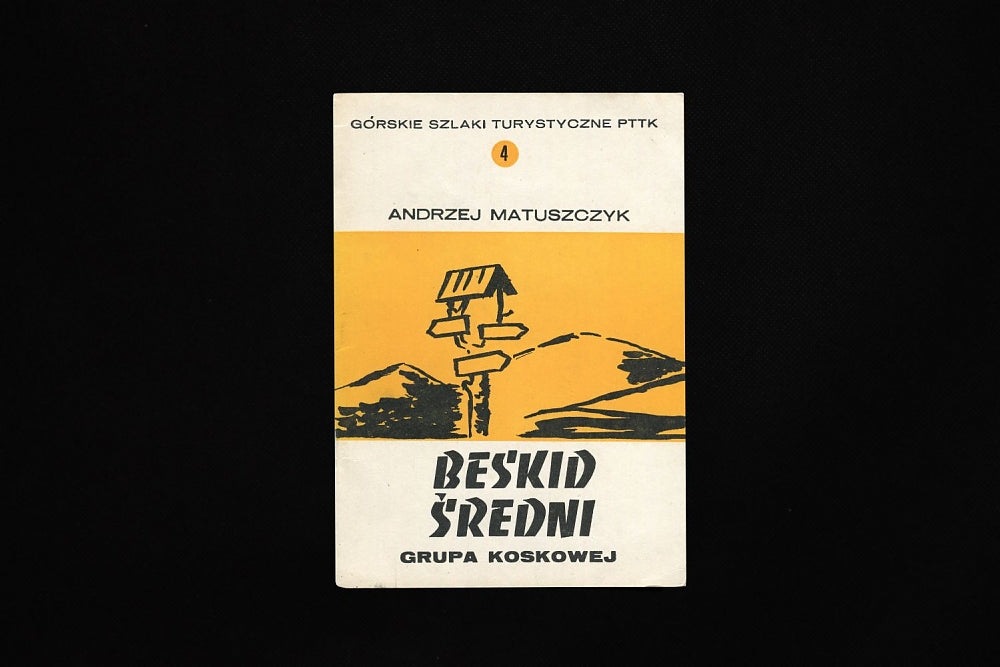 GÓRSKIE SZLAKI TURYSTYCZNE PTTK
4
ANDRZEJ MATUSZCZYK
BESKID
ŚREDNI
GRUPA KOSKOWEJ